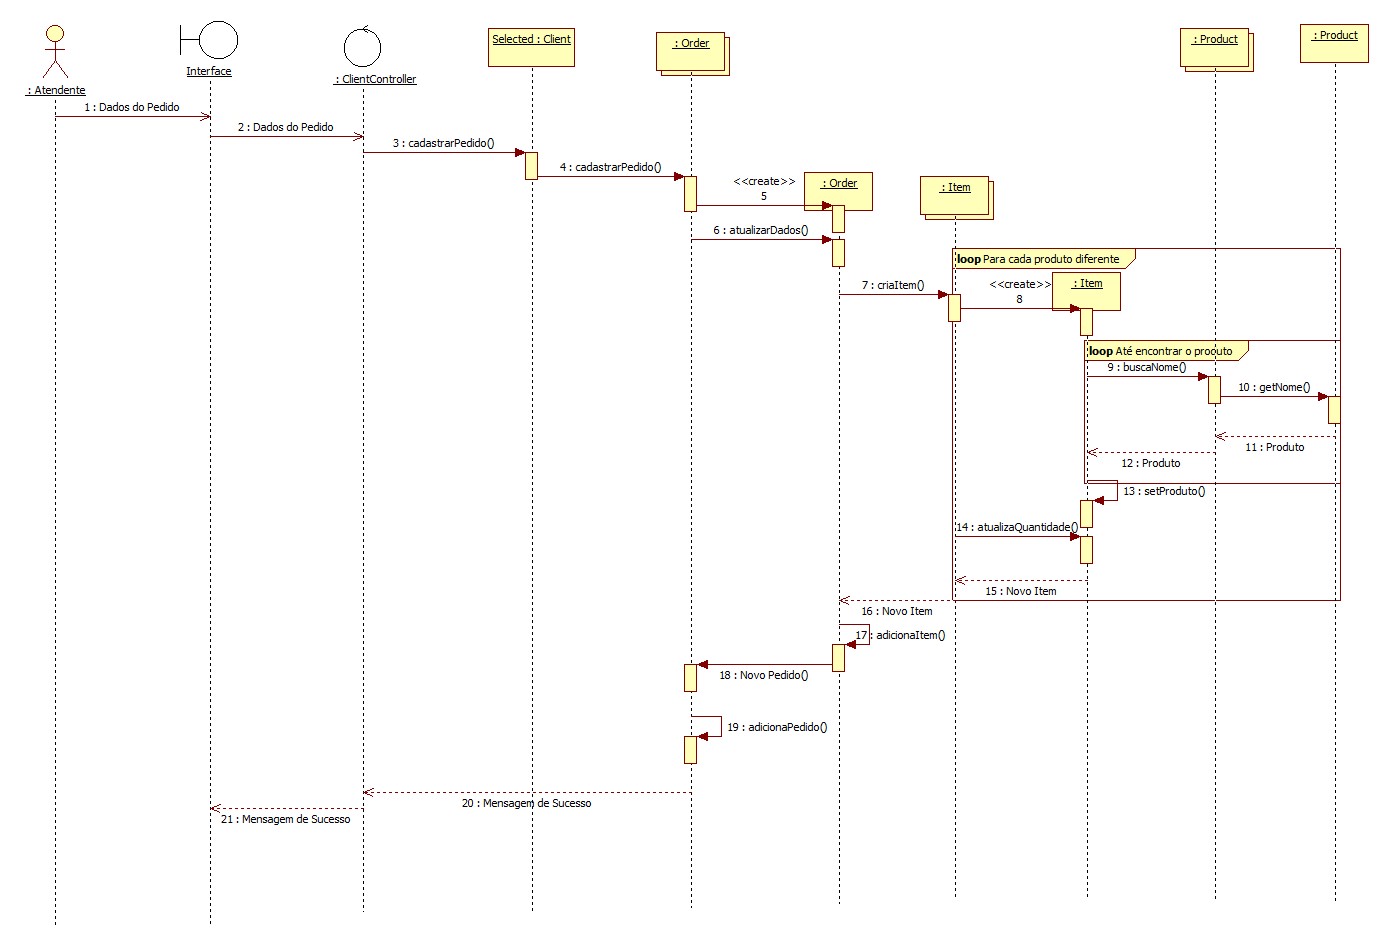 Selected : Client
: Order
: Product
: Product
Interface
: ClientController
: Atendente
1 : Dados do Pedido
2 : Dados do Pedido
3 : cadastrarPedido()
4 : cadastrarPedido()
<<create>>
5
: Order
: Item
6 : atualizarDados()
loop Para cada produto diferente
7 : criaItem()
<<create>>
8
: Item
loop Até encontrar o prouto
9 : buscaNome()
10 : getNome()
11 : Produto
12 : Produto
13 : setProduto()
14 : atualizaQuantidade()
15 : Novo Item
16 : Novo Item
17 : adicionaItem()
18 : Novo Pedido()
19 : adicionaPedido()
20 : Mensagem de Sucesso
21 : Mensagem de Sucesso